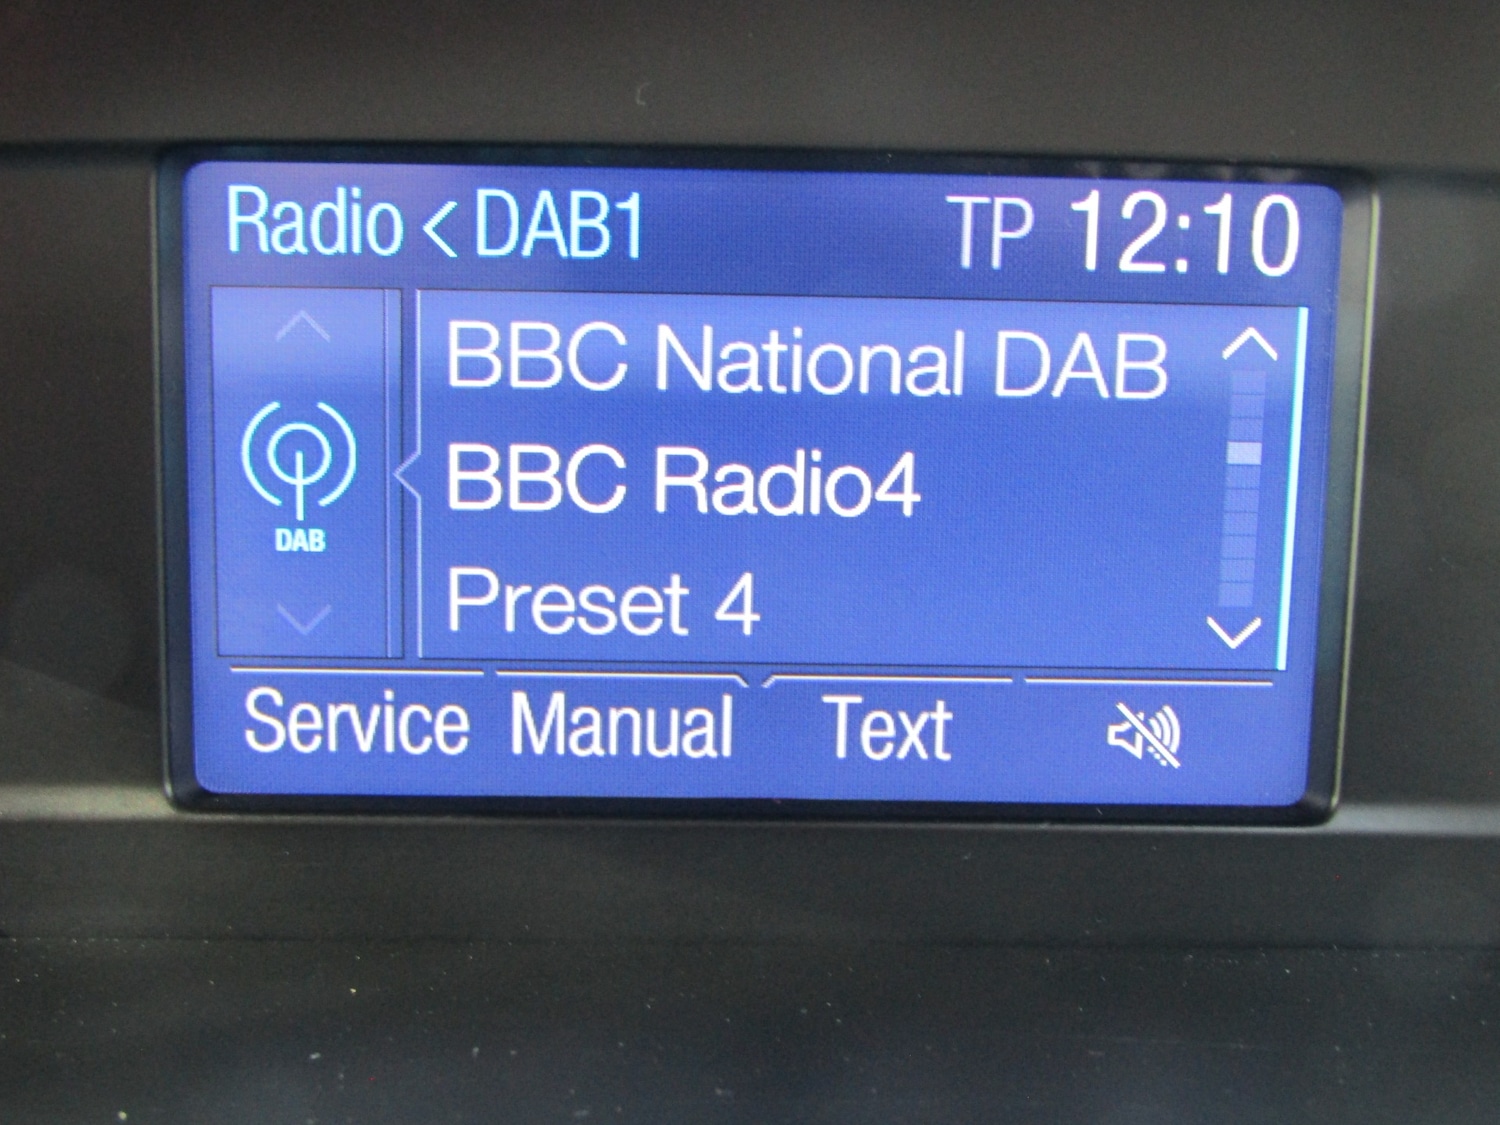 Radio < DAB1 TP 12:10
BBC National DAB
BBC Radio4
DAB
Preset 4
Service Manual Text